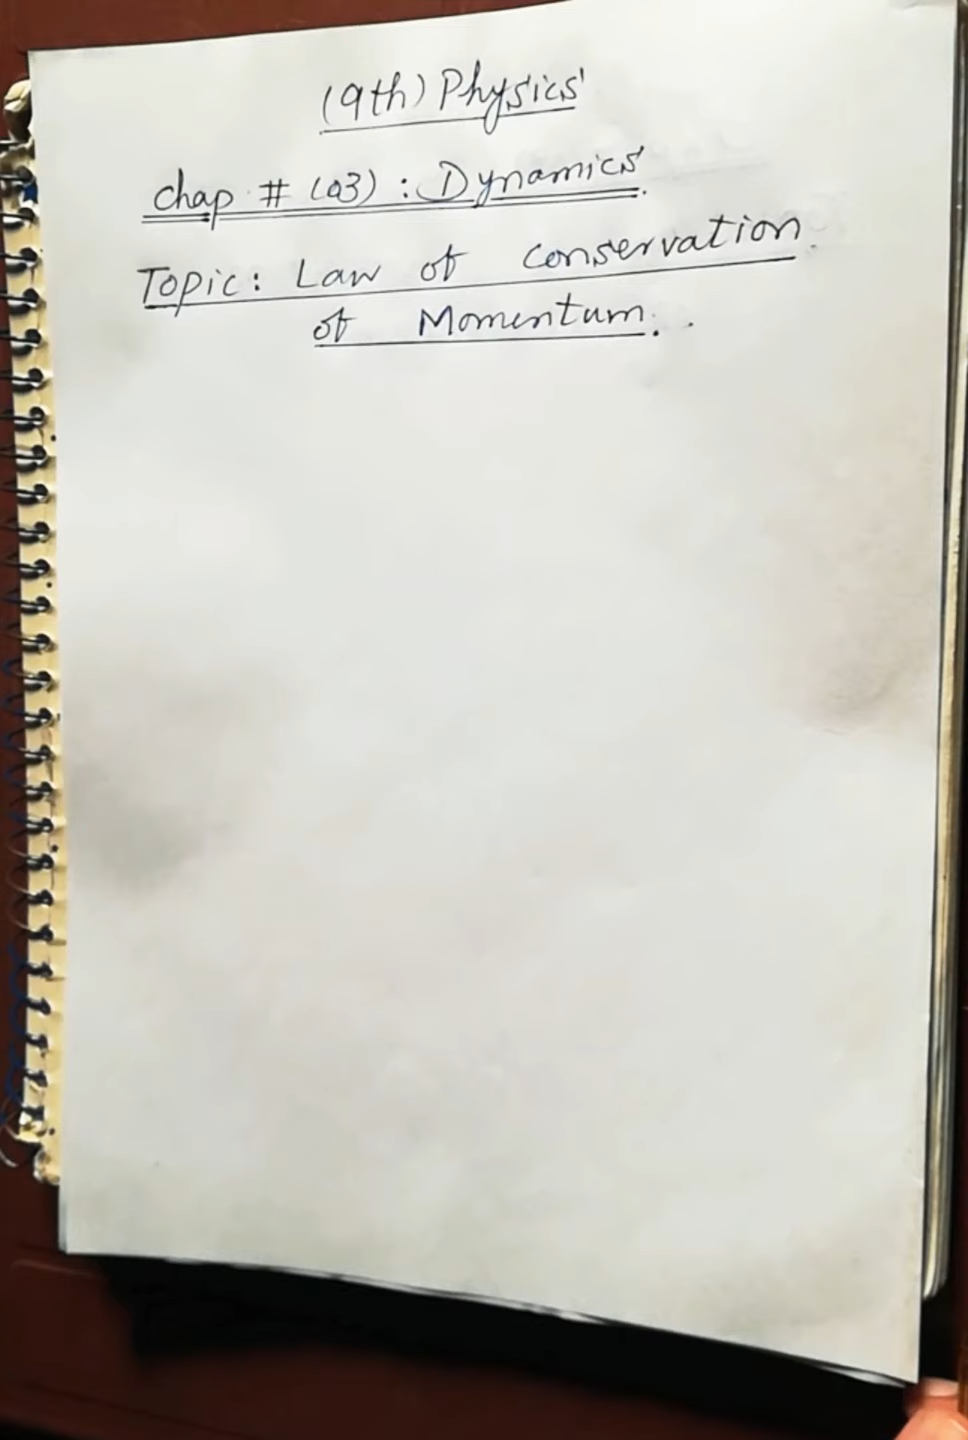 (9th) Physics
chap # (03) : Dynamics.
Topic: Law of conservation
of Momentum.